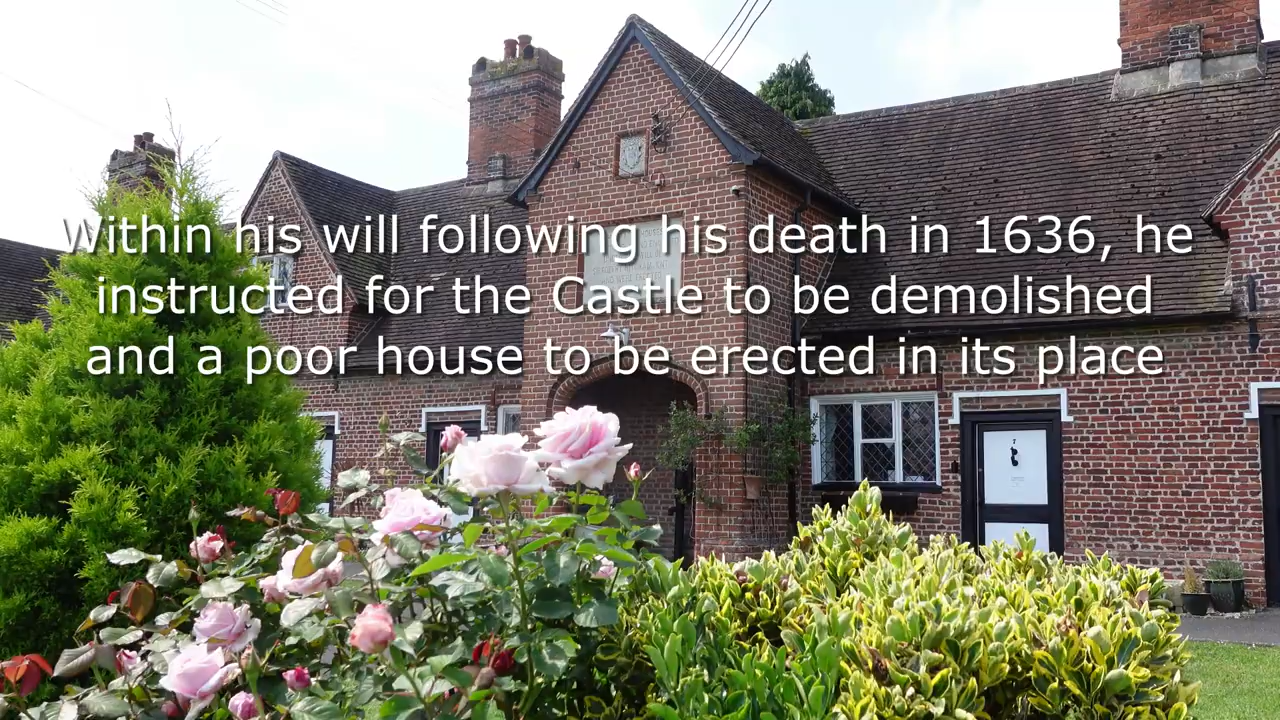 Within his will following his death in 1636, he
instructed for the Castle to be demolished
and a poor house to be erected in its place
7